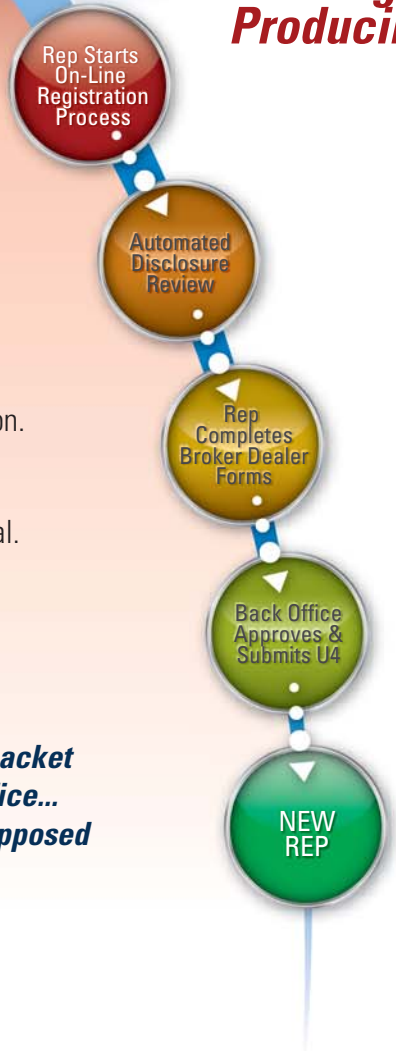 Producin
Rep Starts
On-Line
Registration
Process
Automated
Disclosure
Review
on.
Rep
Completes
Broker Dealer
Forms
al.
Back Office
Approves &
Submits U4
acket
fice...
pposed
NEW
REP